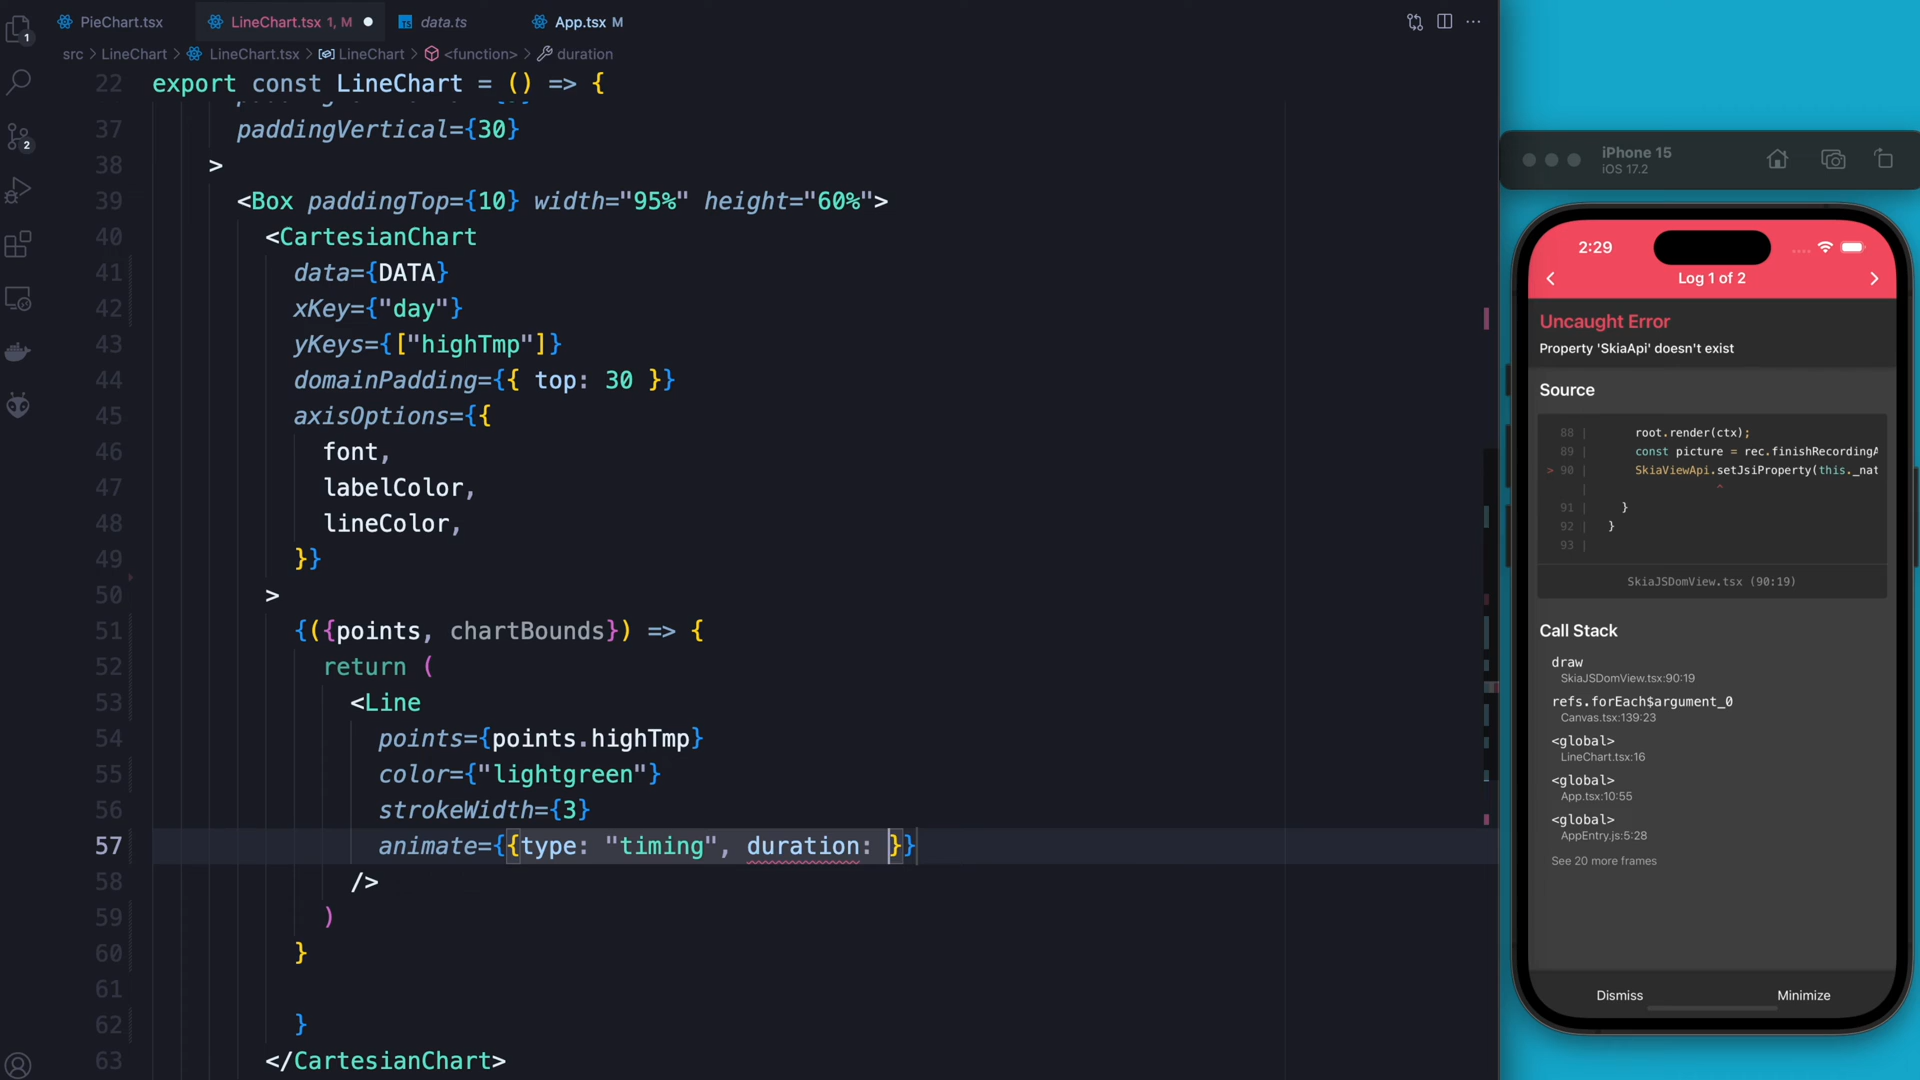 PieChart.tsx
LineChart.tsx 1, M
data.ts
App.tsx M
src > LineChart > LineChart.tsx > LineChart > <function> > duration
1
2
22 export const LineChart = () => {
37 paddingVertical={30}
38 >
39 <Box paddingTop={10} width="95%" height="60%">
40 <CartesianChart
41 data={DATA}
42 xKey={"day"}
43 yKeys={["highTmp"]}
44 domainPadding={{ top: 30 }}
45 axisOptions={{
46 font,
47 labelColor,
48 lineColor,
49 }}
50 >
51 {({points, chartBounds}) => {
52 return (
53 <Line
54 points={points.highTmp}
55 color={"lightgreen"}
56 strokeWidth={3}
57 animate={{type: "timing", duration: }}
58 />
59 )
60 }
61
62 }
63 </CartesianChart>
iPhone 15
iOS 17.2
2:29
Log 1 of 2
Uncaught Error
Property 'SkiaApi' doesn't exist
Source
88 | root.render(ctx);
89 | const picture = rec.finishRecordingA
> 90 | SkiaViewApi.setJsiProperty(this._nat
| ^
91 | }
92 | }
93 |
SkiaJSDomView.tsx (90:19)
Call Stack
draw
SkiaJSDomView.tsx:90:19
refs.forEach$argument_0
Canvas.tsx:139:23
<global>
LineChart.tsx:16
<global>
App.tsx:10:55
<global>
AppEntry.js:5:28
See 20 more frames
Dismiss
Minimize